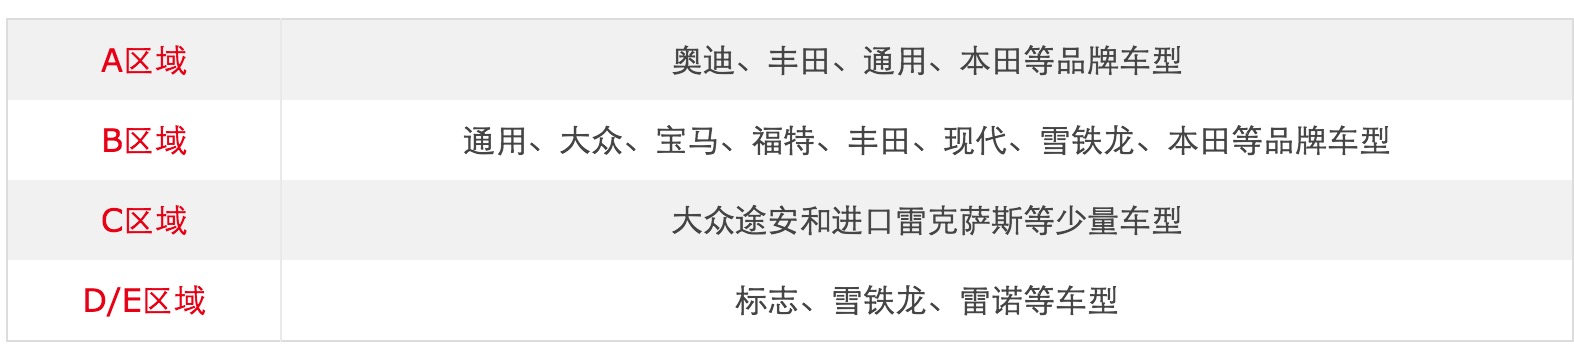 A区域 奥迪、丰田、通用、本田等品牌车型
B区域 通用、大众、宝马、福特、丰田、现代、雪铁龙、本田等品牌车型
C区域 大众途安和进口雷克萨斯等少量车型
D/E区域 标志、雪铁龙、雷诺等车型